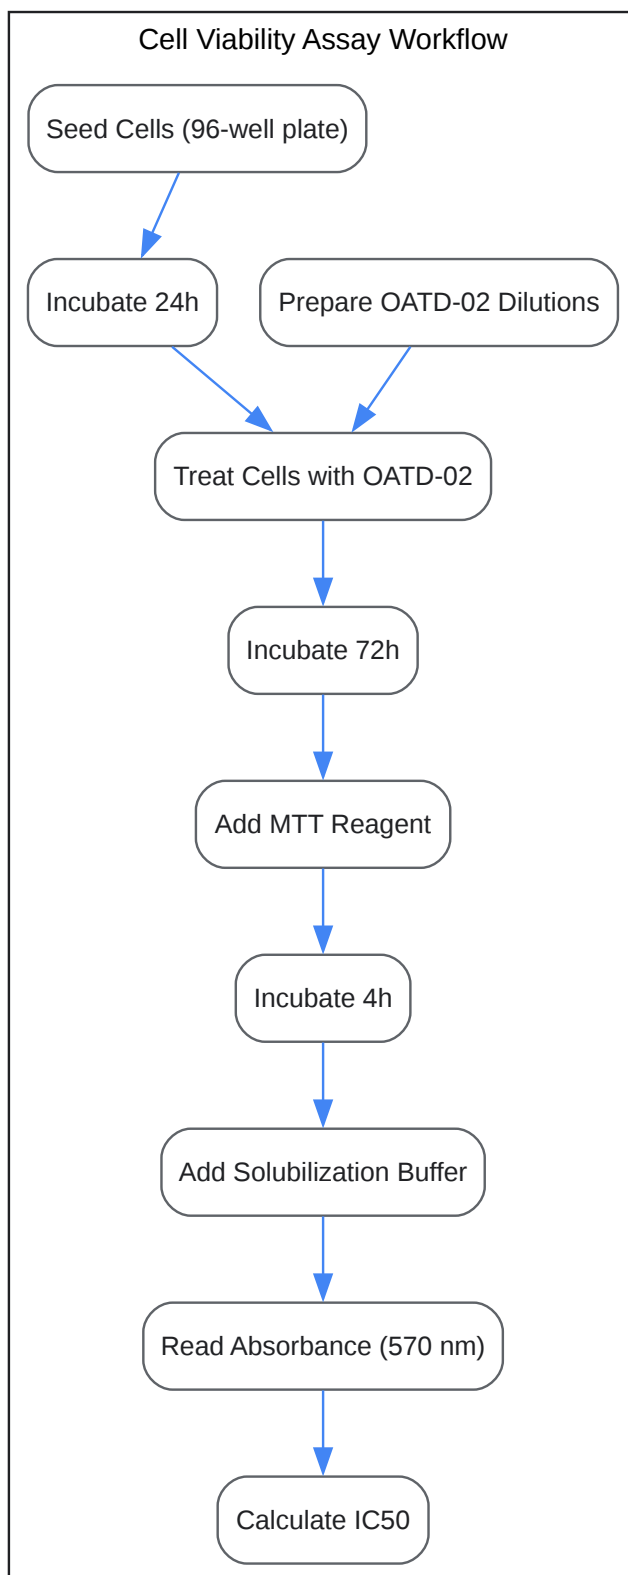 Cell Viability Assay Workflow
Seed Cells (96-well plate)
Incubate 24h
Prepare OATD-02 Dilutions
Treat Cells with OATD-02
Incubate 72h
Add MTT Reagent
Incubate 4h
Add Solubilization Buffer
Read Absorbance (570 nm)
Calculate IC50